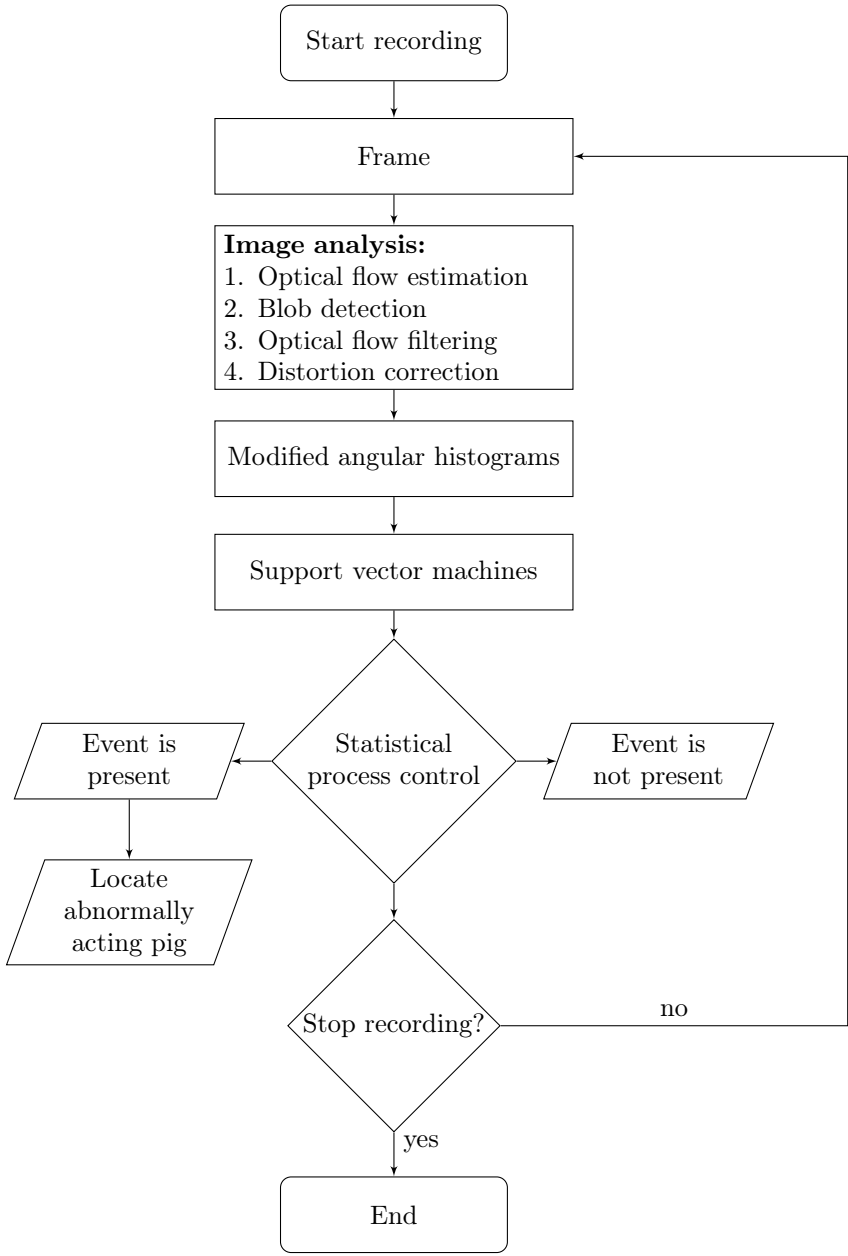 Start recording
Frame
Image analysis:
1. Optical flow estimation
2. Blob detection
3. Optical flow filtering
4. Distortion correction
Modified angular histograms
Support vector machines
Event is
present
Statistical
process control
Event is
not present
Locate
abnormally
acting pig
Stop recording?
no
yes
End